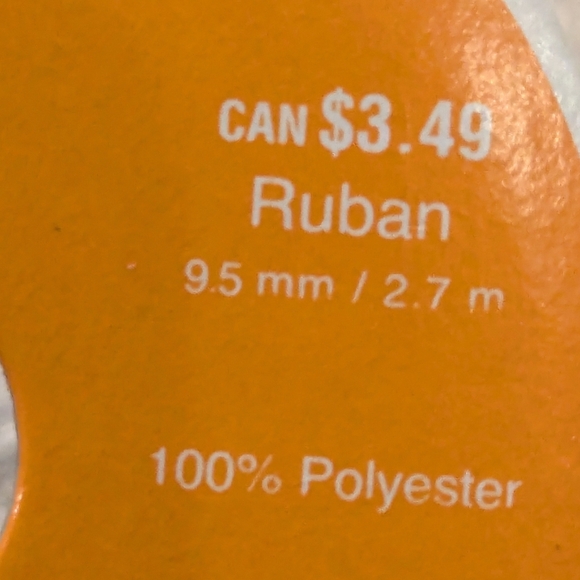 CAN $3.49
Ruban
9.5 mm / 2.7 m
100% Polyester